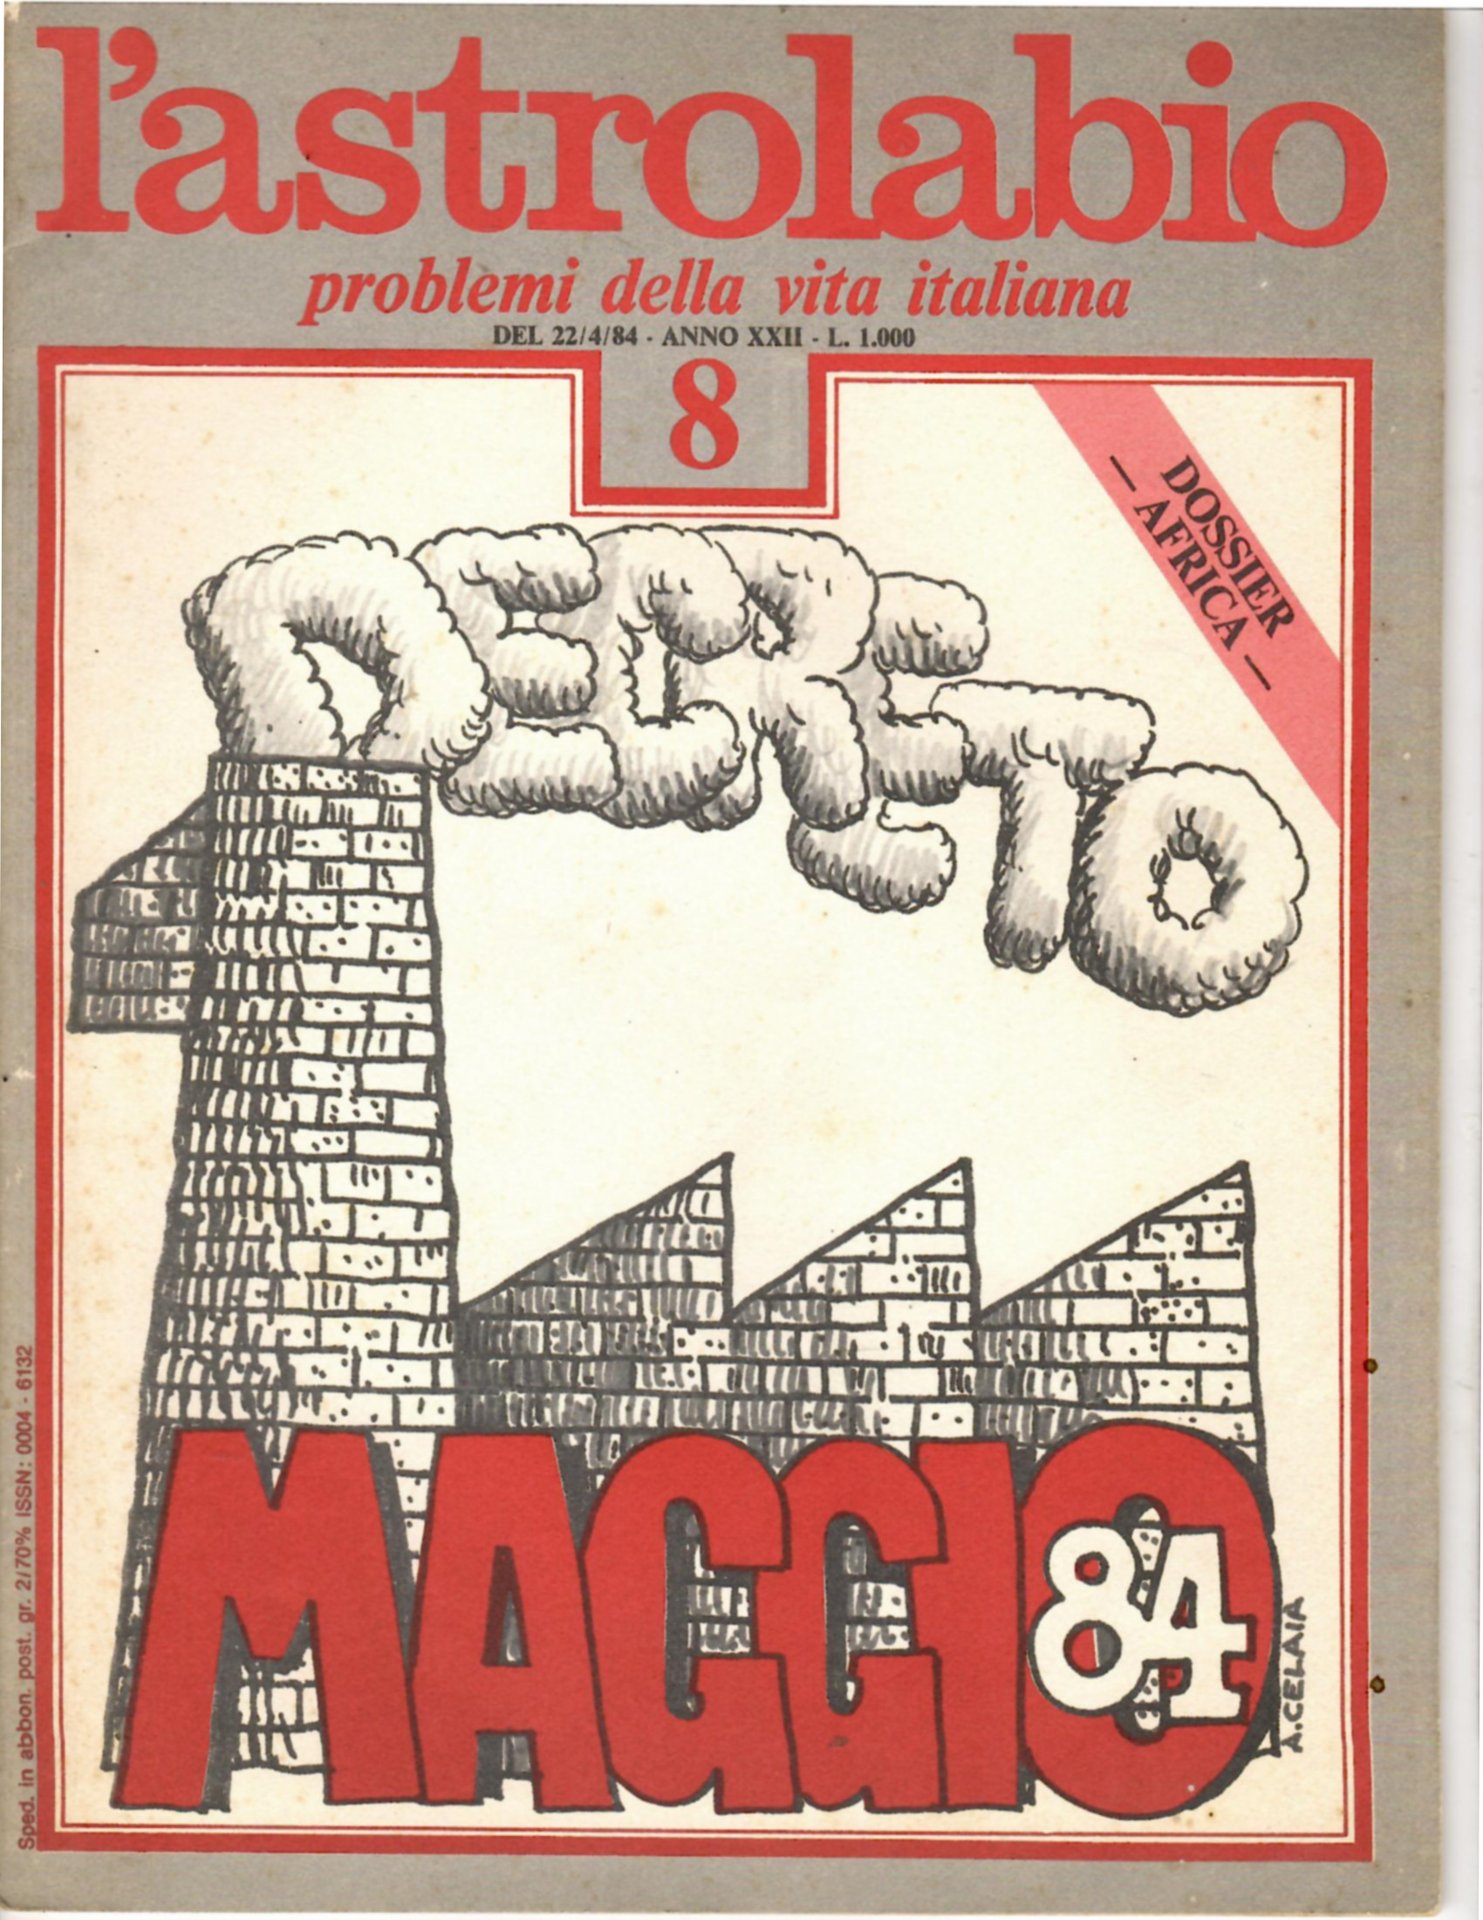 l'astrolabio
problemi della vita italiana
DEL 22/4/84 - ANNO XXII - L. 1.000
8
DOSSIER
— AFRICA —
DECRETO
1
MAGGIO
84
A. CELAIA
Sped. in abbon. post. gr. 2/70% ISSN: 0004 - 6132